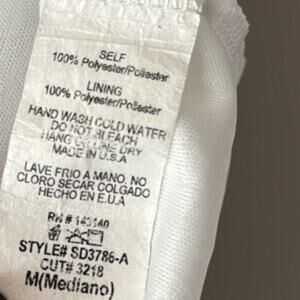 SELF
100% Polyester/Poliester
LINING
100% Polyester/Poliester
HAND WASH COLD WATER
DO NOT BLEACH
HANG OR LINE DRY
MADE IN U.S.A
LAVE FRIO A MANO. NO
CLORO SECAR COLGADO
HECHO EN E.U.A
RN #
STYLE# SD3786-A
CUT# 3218
M(Mediano)